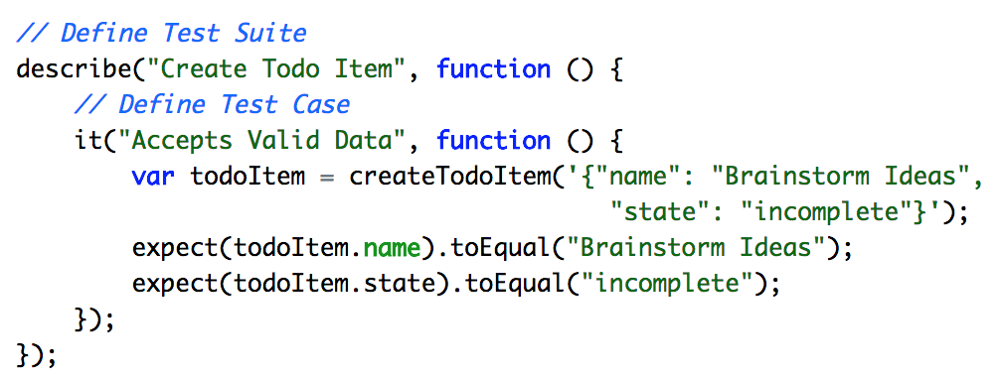 // Define Test Suite
describe("Create Todo Item", function () {
    // Define Test Case
    it("Accepts Valid Data", function () {
        var todoItem = createTodoItem('{"name": "Brainstorm Ideas",
                                         "state": "incomplete"}');
        expect(todoItem.name).toEqual("Brainstorm Ideas");
        expect(todoItem.state).toEqual("incomplete");
    });
});